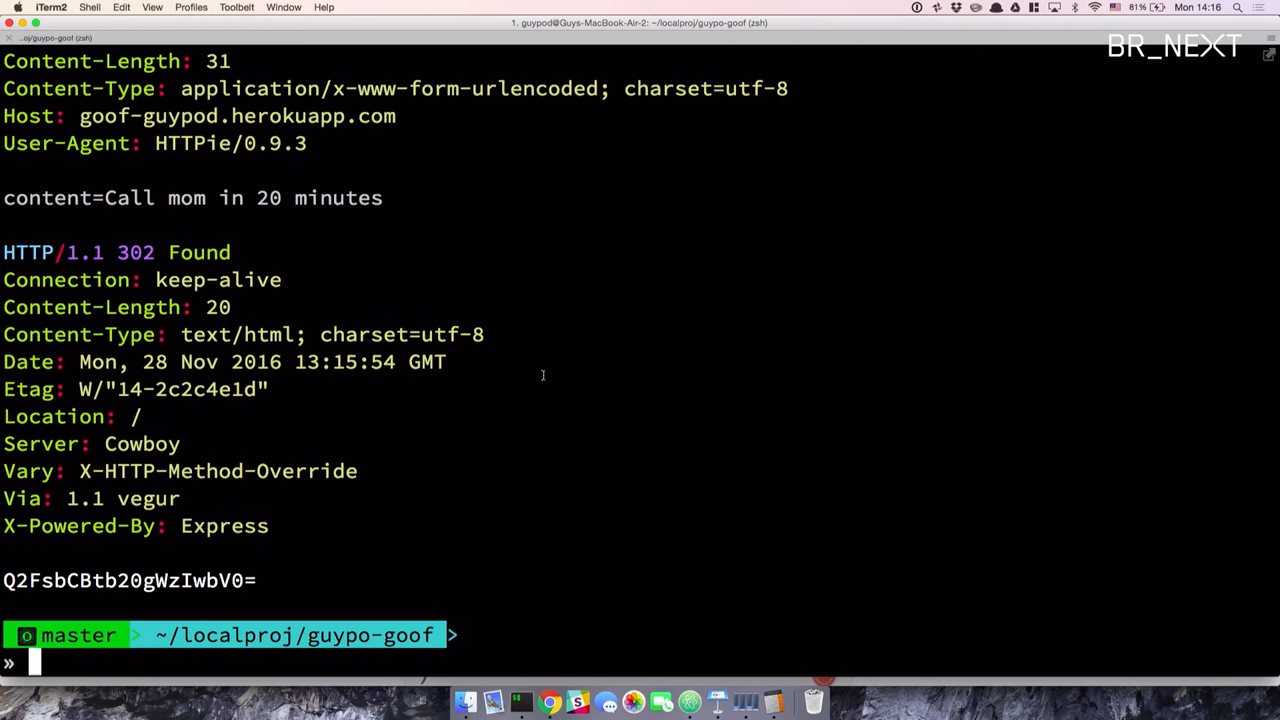 iTerm2 Shell Edit View Profiles Toolbelt Window Help
81% Mon 14:16
1. guypod@Guys-MacBook-Air-2: ~/localproj/guypo-goof (zsh)
..oj/guypo-goof (zsh)
BR_NEXT
Content-Length: 31
Content-Type: application/x-www-form-urlencoded; charset=utf-8
Host: goof-guypod.herokuapp.com
User-Agent: HTTPie/0.9.3
content=Call mom in 20 minutes
HTTP/1.1 302 Found
Connection: keep-alive
Content-Length: 20
Content-Type: text/html; charset=utf-8
Date: Mon, 28 Nov 2016 13:15:54 GMT
Etag: W/"14-2c2c4e1d"
Location: /
Server: Cowboy
Vary: X-HTTP-Method-Override
Via: 1.1 vegur
X-Powered-By: Express
Q2FsbCBtb20gWzIwbV0=
master > ~/localproj/guypo-goof >
»